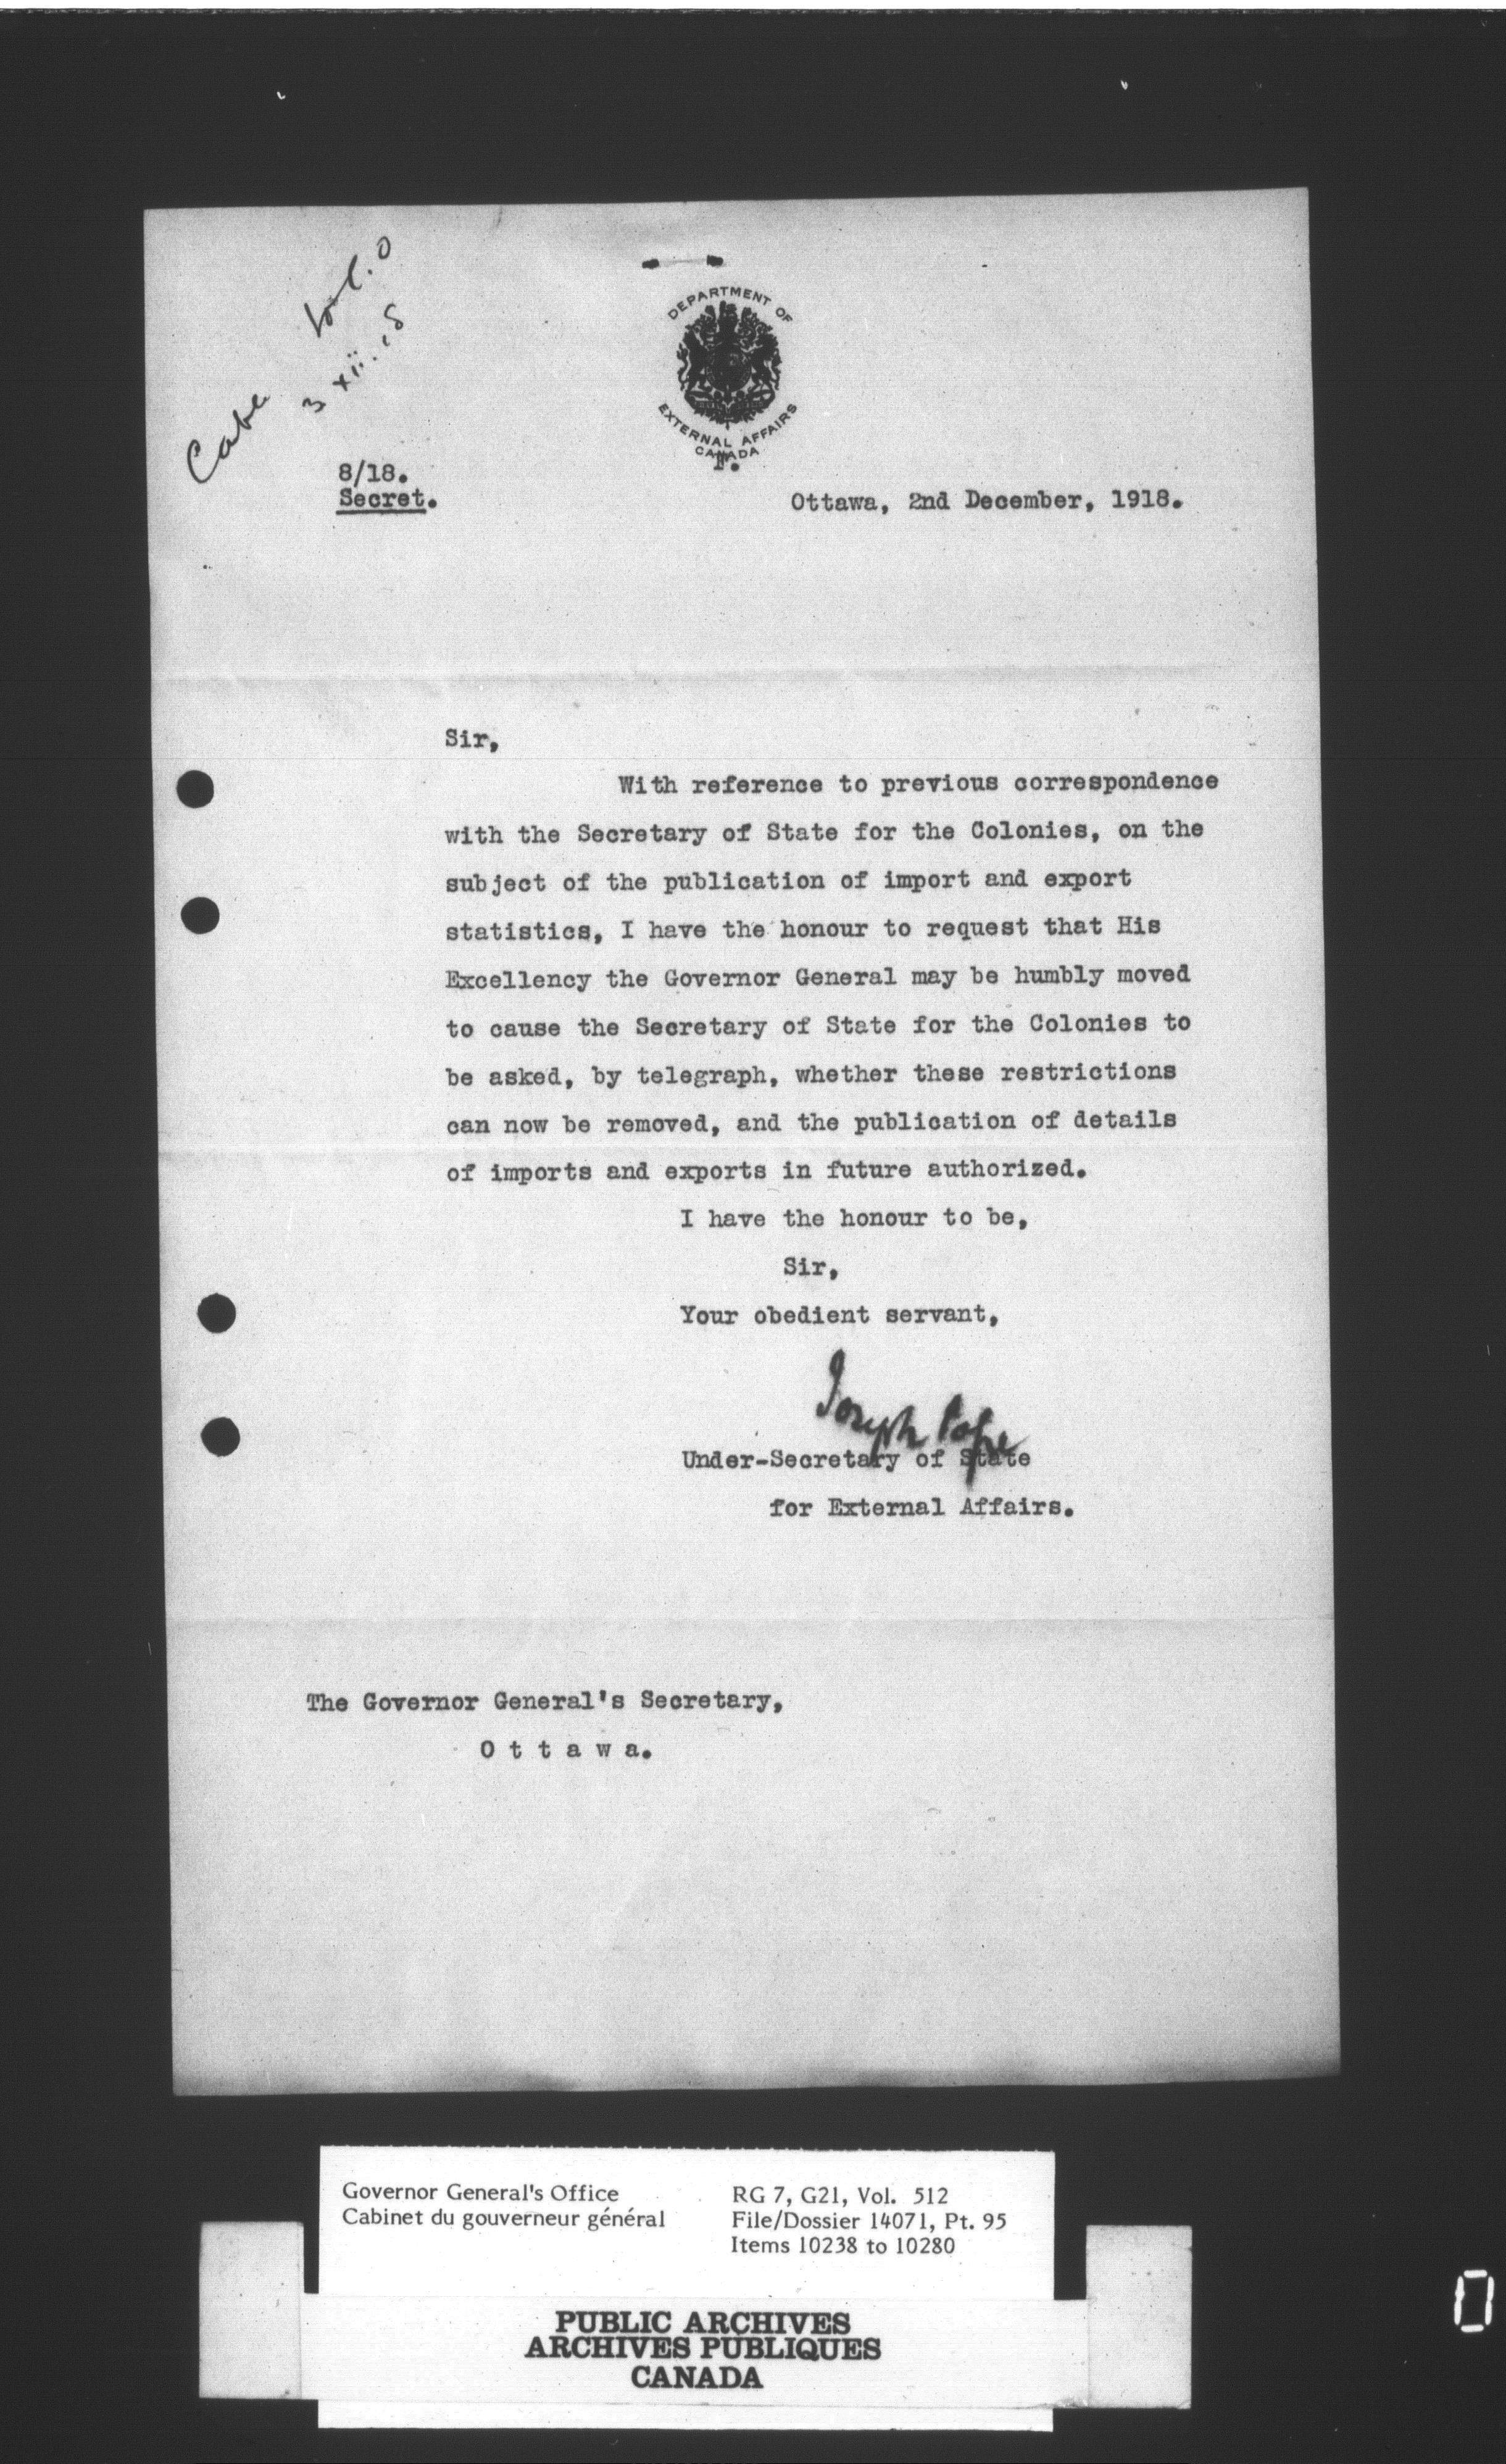 Cable
3 xii. 18
DEPARTMENT OF
EXTERNAL AFFAIRS
CANADA
F.
8/18.
Secret.
Ottawa, 2nd December, 1918.
Sir,
With reference to previous correspondence
with the Secretary of State for the Colonies, on the
subject of the publication of import and export
statistics, I have the honour to request that His
Excellency the Governor General may be humbly moved
to cause the Secretary of State for the Colonies to
be asked, by telegraph, whether these restrictions
can now be removed, and the publication of details
of imports and exports in future authorized.
I have the honour to be,
Sir,
Your obedient servant,
Joseph Pope
Under-Secretary of State
for External Affairs.
The Governor General's Secretary,
O t t a w a.
Governor General's Office
Cabinet du gouverneur général
RG 7, G21, Vol. 512
File/Dossier 14071, Pt. 95
Items 10238 to 10280
PUBLIC ARCHIVES
ARCHIVES PUBLIQUES
CANADA
0